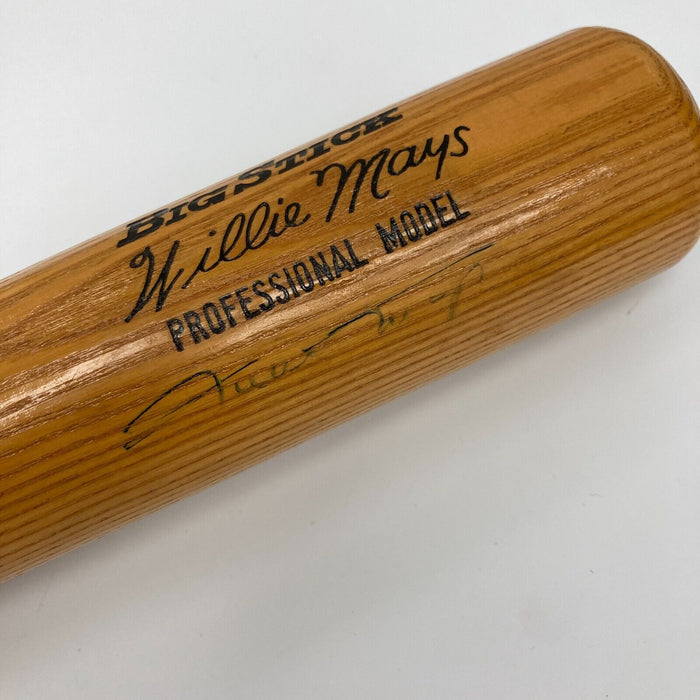 BIG STICK
Willie Mays
PROFESSIONAL MODEL